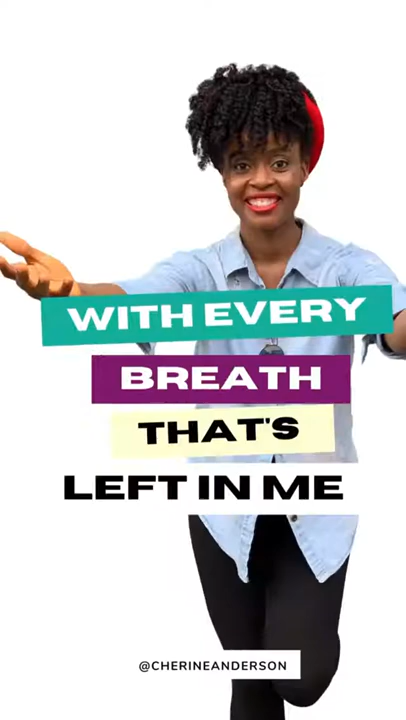 WITH EVERY
BREATH
THAT'S
LEFT IN ME
@CHERINEANDERSON